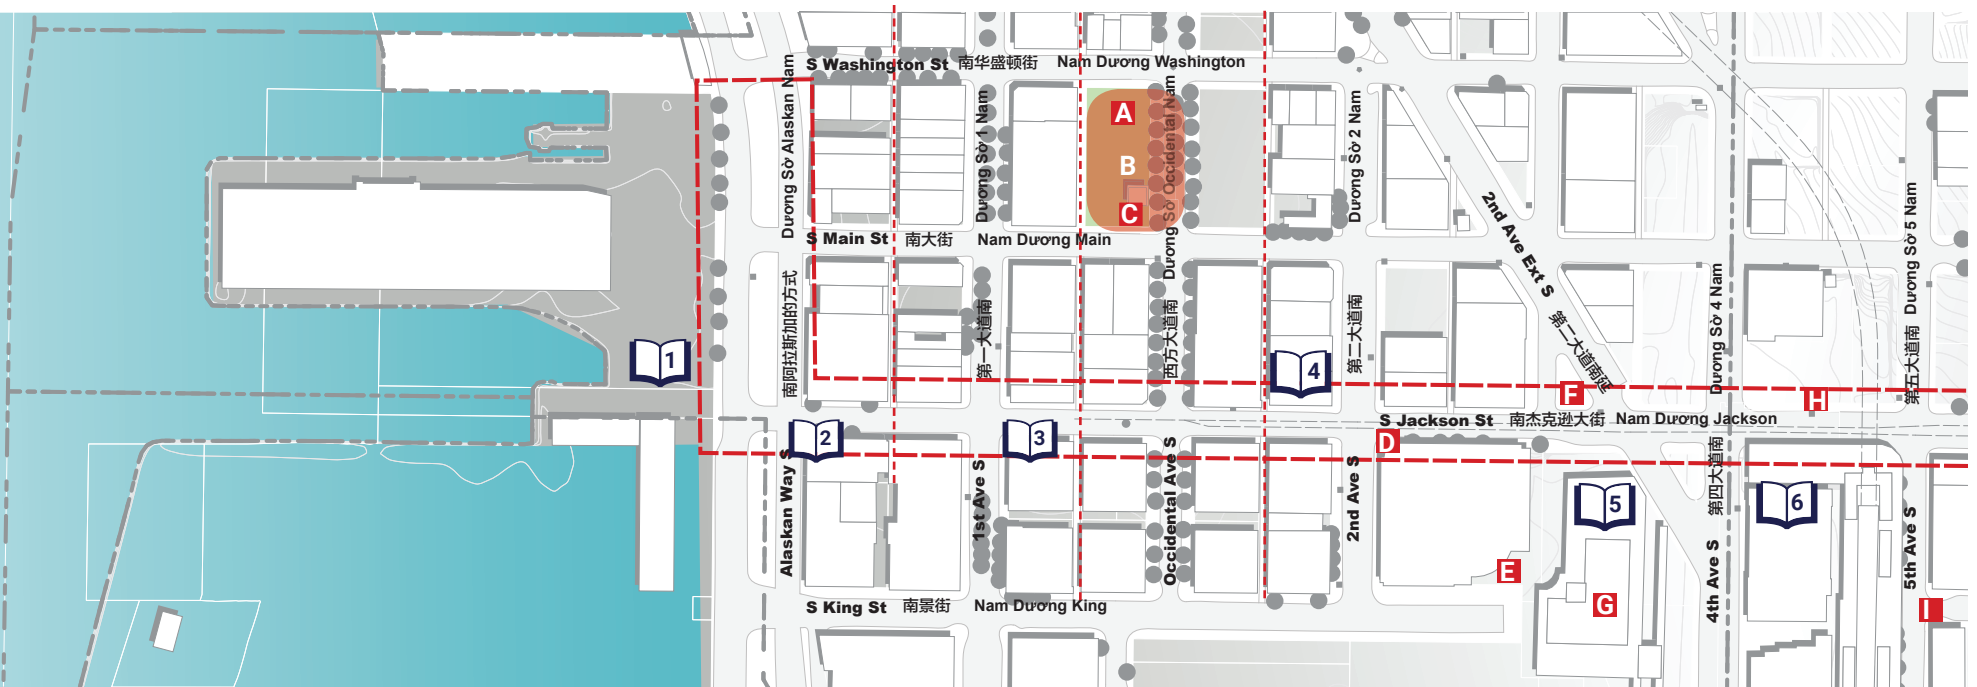 S Washington St 南华盛顿街 Nam Dương Washington
Dương Sờ Alaskan Nam
Dương Sờ 1 Nam
Dương Sờ Occidental Nam
Dương Sờ 2 Nam
A
B
C
2nd Ave Ext S 第二大道南延
Dương Sờ 5 Nam
S Main St 南大街 Nam Dương Main
南阿拉斯加的方式
第一大道南
西方大道南
第二大道南
Dương Sờ 4 Nam
第五大道南
1
4
F
H
S Jackson St 南杰克逊大街 Nam Dương Jackson
2
3
D
第四大道南
Alaskan Way S
1st Ave S
Occidental Ave S
2nd Ave S
5
6
4th Ave S
5th Ave S
E
G
I
S King St 南景街 Nam Dương King